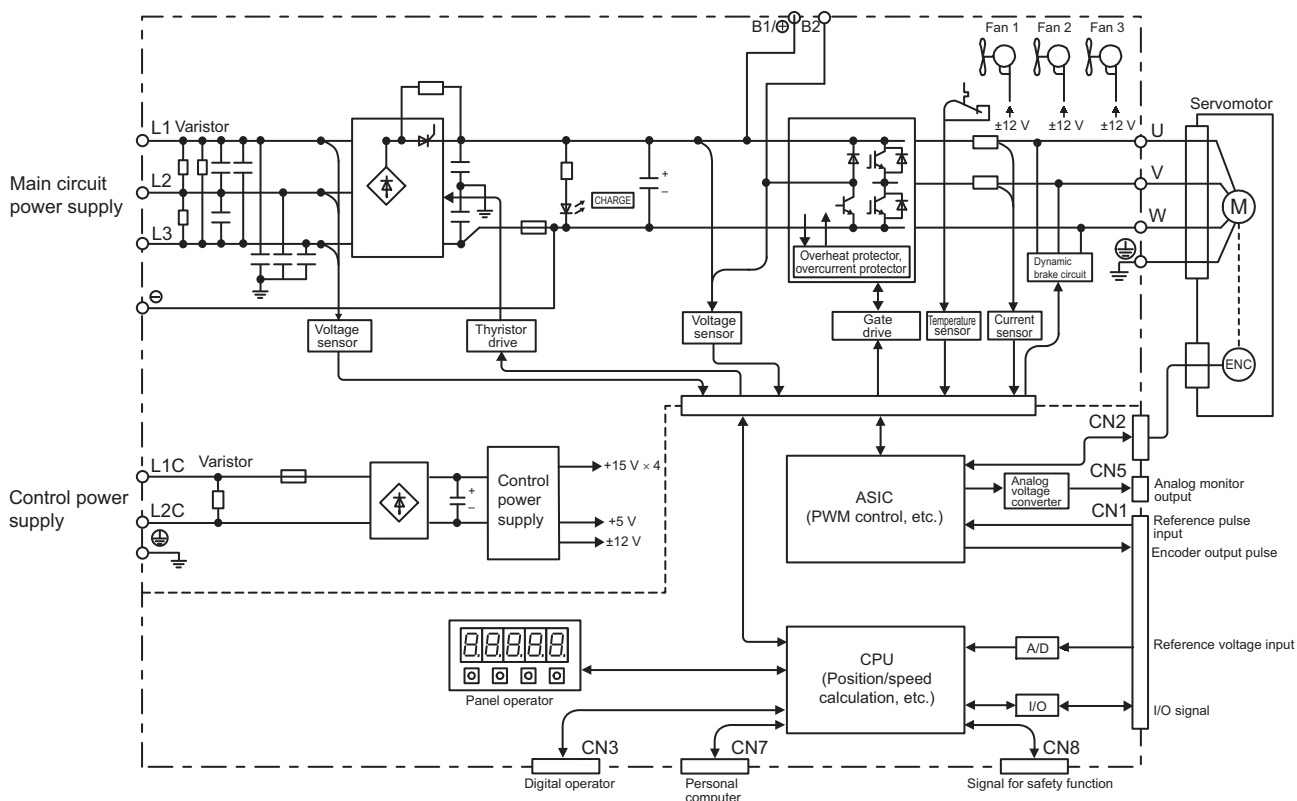 B1/⊕ B2
Fan 1 Fan 2 Fan 3
±12 V ±12 V ±12 V
Servomotor
L1 Varistor
U
Main circuit
power supply
L2
V
CHARGE
+
–
M
L3
W
Overheat protector,
overcurrent protector
Dynamic
brake circuit
⊖
Voltage
sensor
Thyristor
drive
Voltage
sensor
Gate
drive
Temperature
sensor
Current
sensor
ENC
CN2
L1C
Varistor
+15 V × 4
Control power
supply
+
–
Control
power
supply
ASIC
(PWM control, etc.)
Analog
voltage
converter
CN5
Analog monitor
output
L2C
+5 V
±12 V
CN1
Reference pulse
input
Encoder output pulse
8.8.8.8.8.
Panel operator
CPU
(Position/speed
calculation, etc.)
A/D
Reference voltage input
I/O
I/O signal
CN3
CN7
CN8
Digital operator
Personal
computer
Signal for safety function